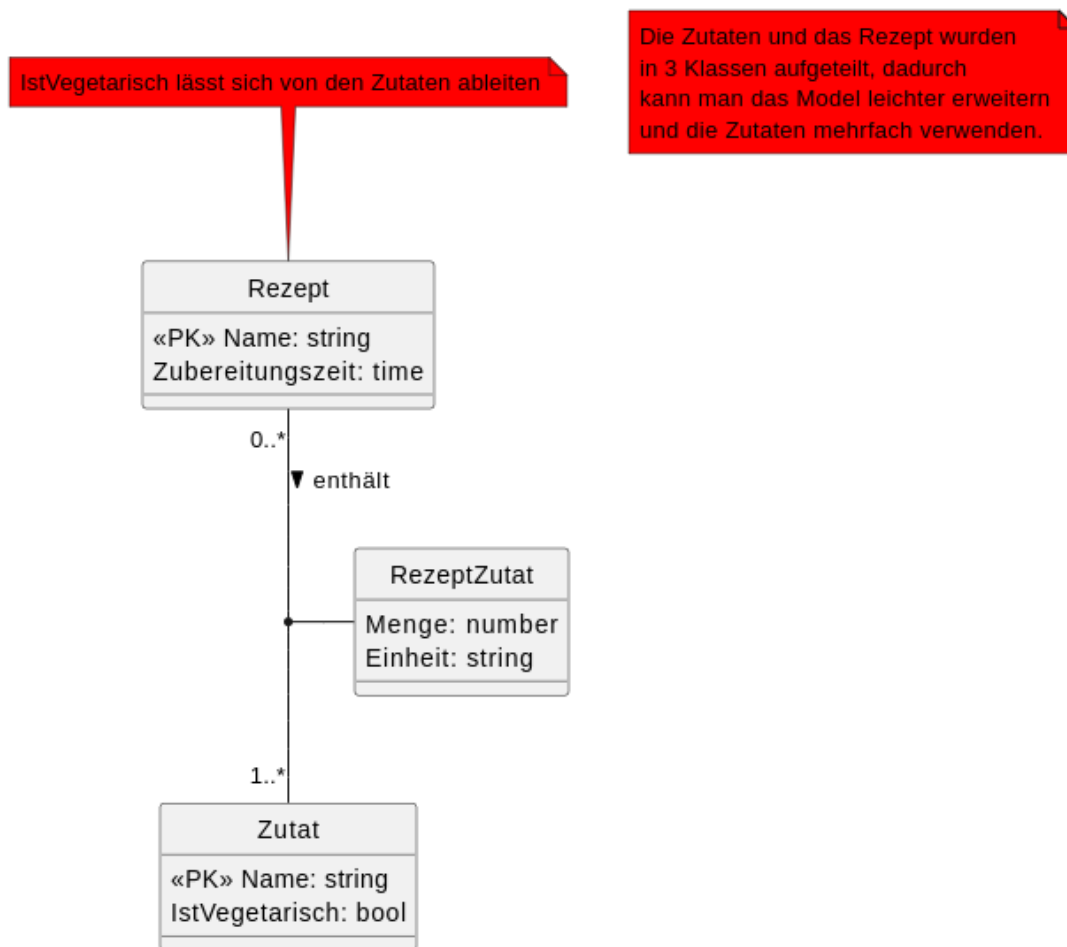 IstVegetarisch lässt sich von den Zutaten ableiten
Die Zutaten und das Rezept wurden
in 3 Klassen aufgeteilt, dadurch
kann man das Model leichter erweitern
und die Zutaten mehrfach verwenden.
Rezept
«PK» Name: string
Zubereitungszeit: time
0..*
enthält
RezeptZutat
Menge: number
Einheit: string
1..*
Zutat
«PK» Name: string
IstVegetarisch: bool